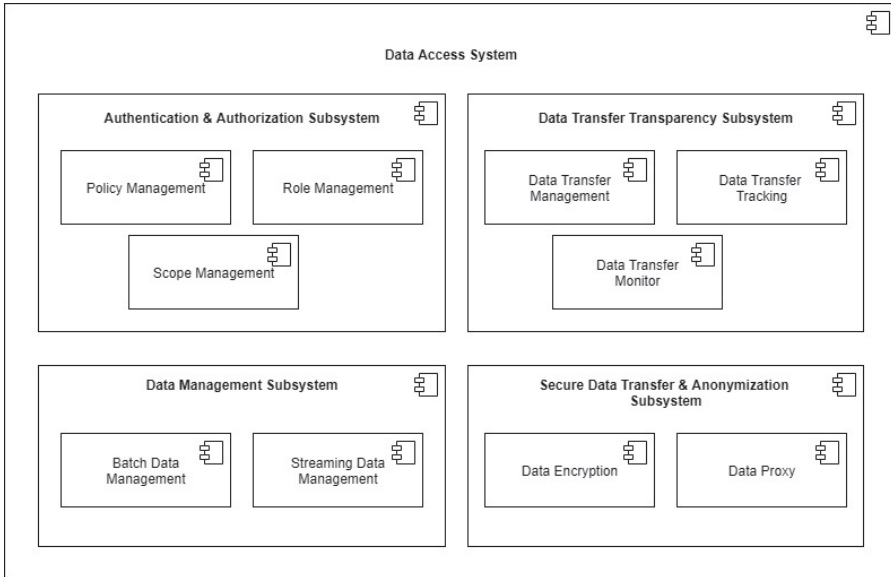 Data Access System
Authentication & Authorization Subsystem
Policy Management
Role Management
Scope Management
Data Transfer Transparency Subsystem
Data Transfer
Management
Data Transfer
Tracking
Data Transfer
Monitor
Data Management Subsystem
Batch Data
Management
Streaming Data
Management
Secure Data Transfer & Anonymization
Subsystem
Data Encryption
Data Proxy